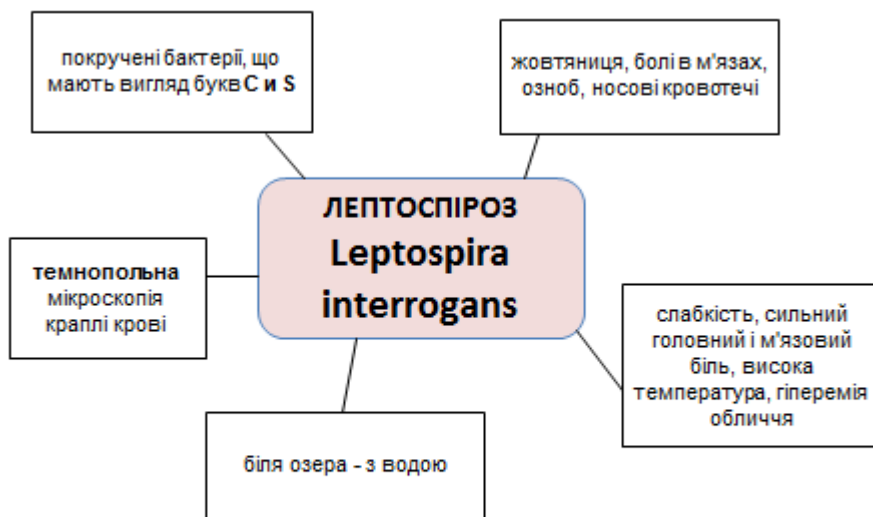 покручені бактерії, що
мають вигляд букв С и S
жовтяниця, болі в м'язах,
озноб, носові кровотечі
ЛЕПТОСПІРОЗ
Leptospira
interrogans
темнопольна
мікроскопія
краплі крові
слабкість, сильний
головний і м'язовий
біль, висока
температура, гіперемія
обличчя
біля озера - з водою